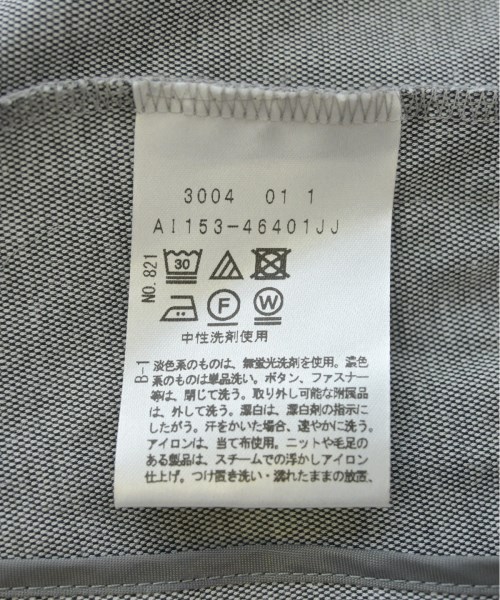 3004 01 1
AI153-46401JJ
NO.821
30
F W
中性洗剤使用
B-1
淡色系のものは、無蛍光洗剤を使用。濃色
系のものは単品洗い。ボタン、ファスナー
等は、閉じて洗う。取り外し可能な附属品
は、外して洗う。漂白は、漂白剤の指示に
したがう。汗をかいた場合、速やかに洗う。
アイロンは、当て布使用。ニットや毛足の
ある製品は、スチームでの浮かしアイロン
仕上げ。つけ置き洗い・濡れたままの放置、